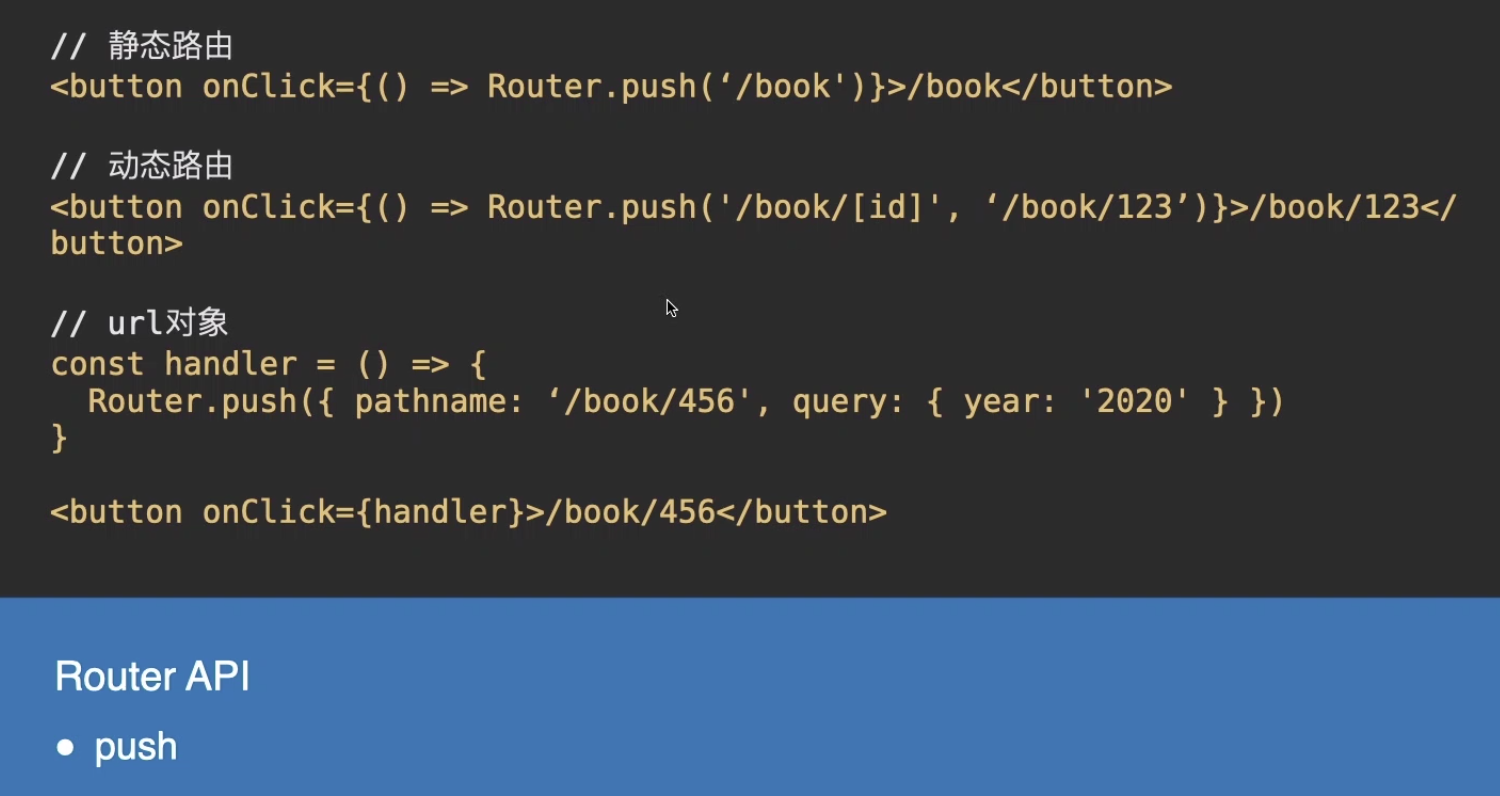 // 静态路由
<button onClick={() => Router.push(‘/book')}>/book</button>
// 动态路由
<button onClick={() => Router.push('/book/[id]', ‘/book/123’)}>/book/123</
button>
// url对象
const handler = () => {
  Router.push({ pathname: ‘/book/456', query: { year: '2020' } })
}
<button onClick={handler}>/book/456</button>
Router API
● push